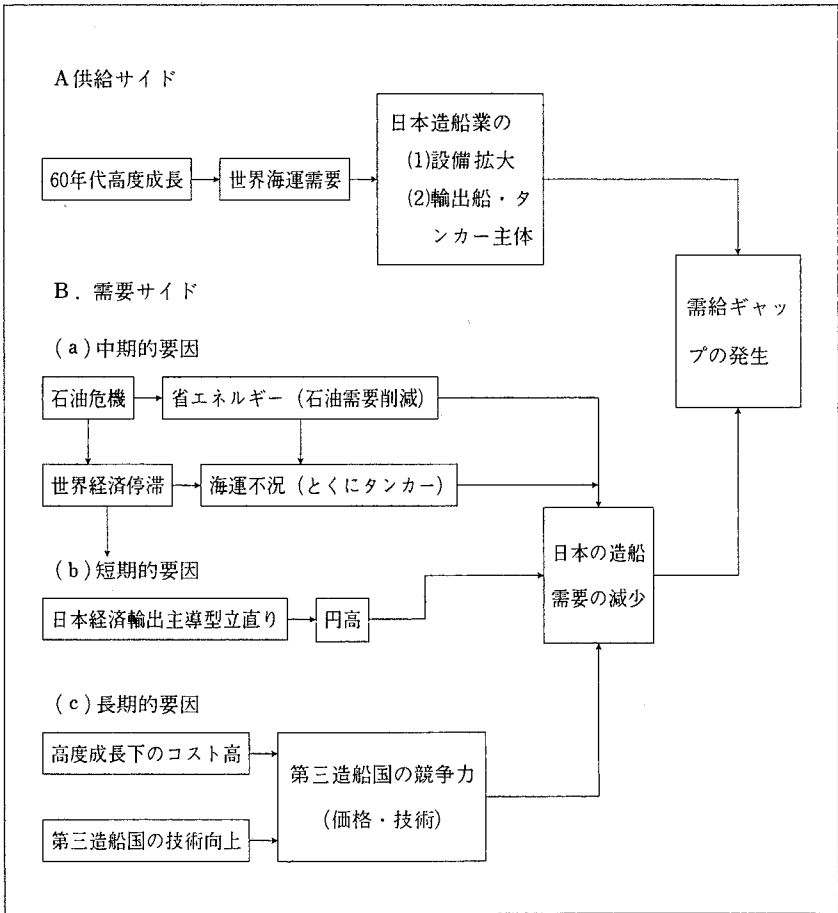 A供給サイド
60年代高度成長
世界海運需要
日本造船業の
(1)設備拡大
(2)輸出船・タ
ンカー主体
B．需要サイド
(a)中期的要因
石油危機
省エネルギー（石油需要削減）
世界経済停滞
海運不況（とくにタンカー）
(b)短期的要因
日本経済輸出主導型立直り
円高
(c)長期的要因
高度成長下のコスト高
第三造船国の技術向上
第三造船国の競争力
（価格・技術）
日本の造船
需要の減少
需給ギャッ
プの発生